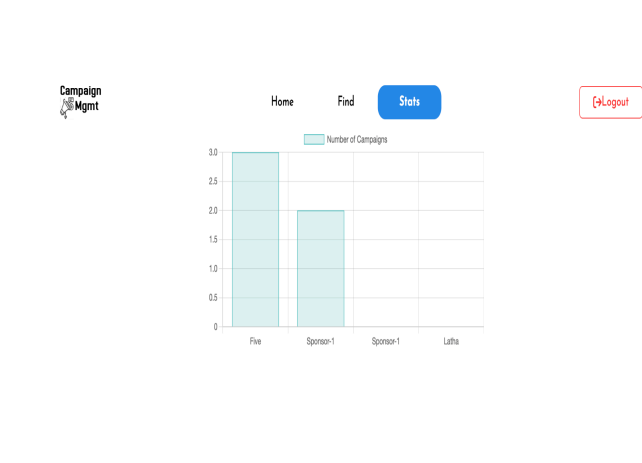 Campaign
Mgmt
Home
Find
Stats
Logout
Number of Campaigns
3.0
2.5
2.0
1.5
1.0
0.5
0
Five
Sponsor-1
Sponsor-1
Latha